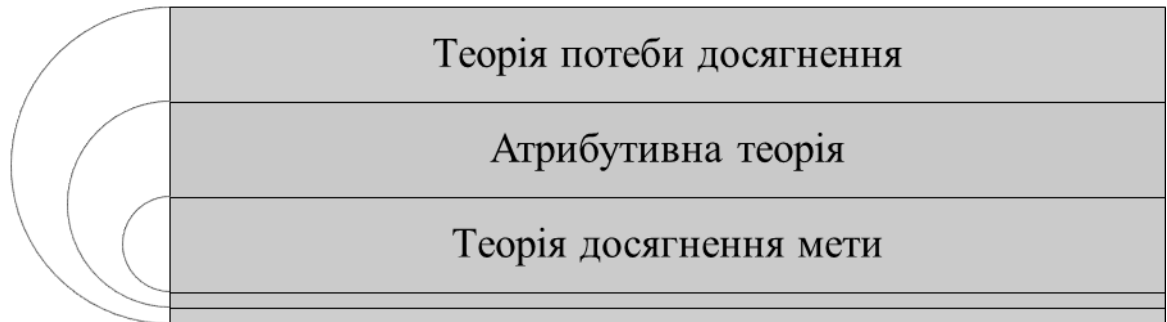 Теорія потеби досягнення
Атрибутивна теорія
Теорія досягнення мети